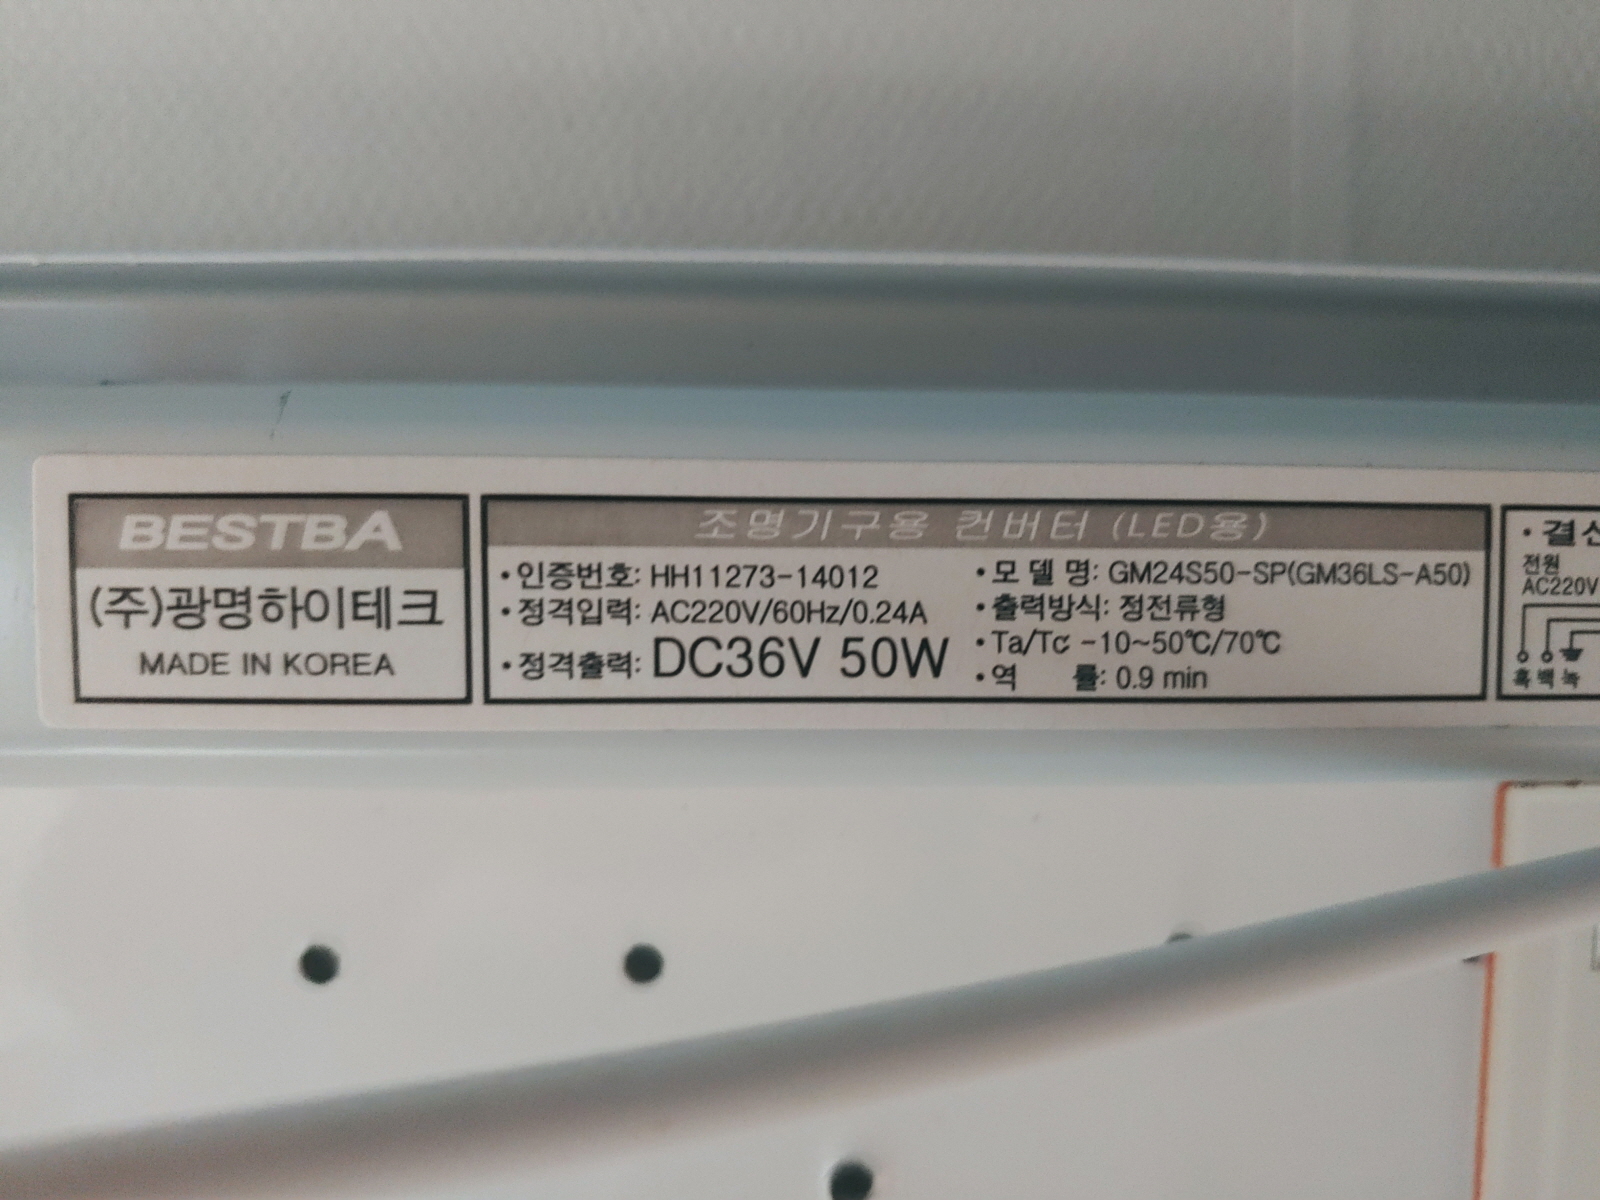 BESTBA
(주)광명하이테크
MADE IN KOREA
조명기구용 컨버터 (LED용)
•인증번호: HH11273-14012
•정격입력: AC220V/60Hz/0.24A
•정격출력: DC36V 50W
•모 델 명: GM24S50-SP(GM36LS-A50)
•출력방식: 정전류형
•Ta/Tc -10~50℃/70℃
•역 률: 0.9 min
•결선
전원
AC220V
흑 백 녹